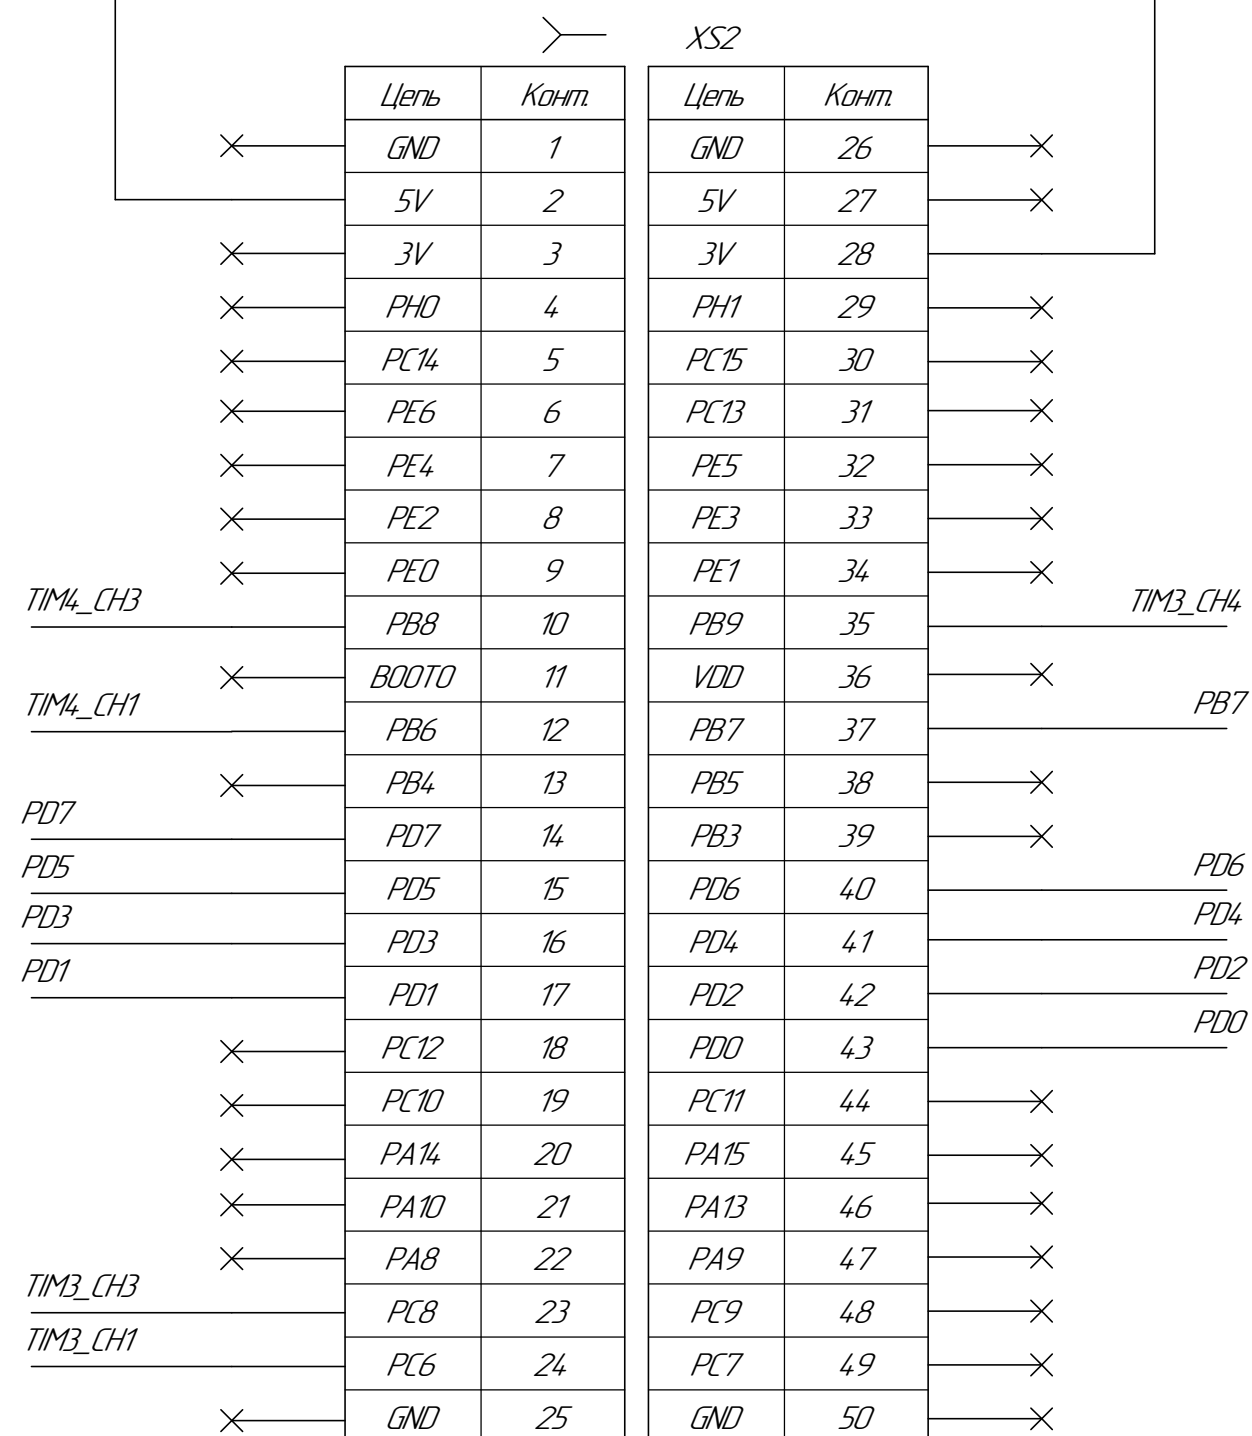 XS2
Цепь Конт. Цепь Конт.
GND 1 GND 26
5V 2 5V 27
3V 3 3V 28
PH0 4 PH1 29
PC14 5 PC15 30
PE6 6 PC13 31
PE4 7 PE5 32
PE2 8 PE3 33
PE0 9 PE1 34
TIM4_CH3 PB8 10 PB9 35 TIM3_CH4
BOOT0 11 VDD 36
TIM4_CH1 PB6 12 PB7 37 PB7
PB4 13 PB5 38
PD7 PD7 14 PB3 39
PD5 PD5 15 PD6 40 PD6
PD3 PD3 16 PD4 41 PD4
PD1 PD1 17 PD2 42 PD2
PC12 18 PD0 43 PD0
PC10 19 PC11 44
PA14 20 PA15 45
PA10 21 PA13 46
PA8 22 PA9 47
TIM3_CH3 PC8 23 PC9 48
TIM3_CH1 PC6 24 PC7 49
GND 25 GND 50